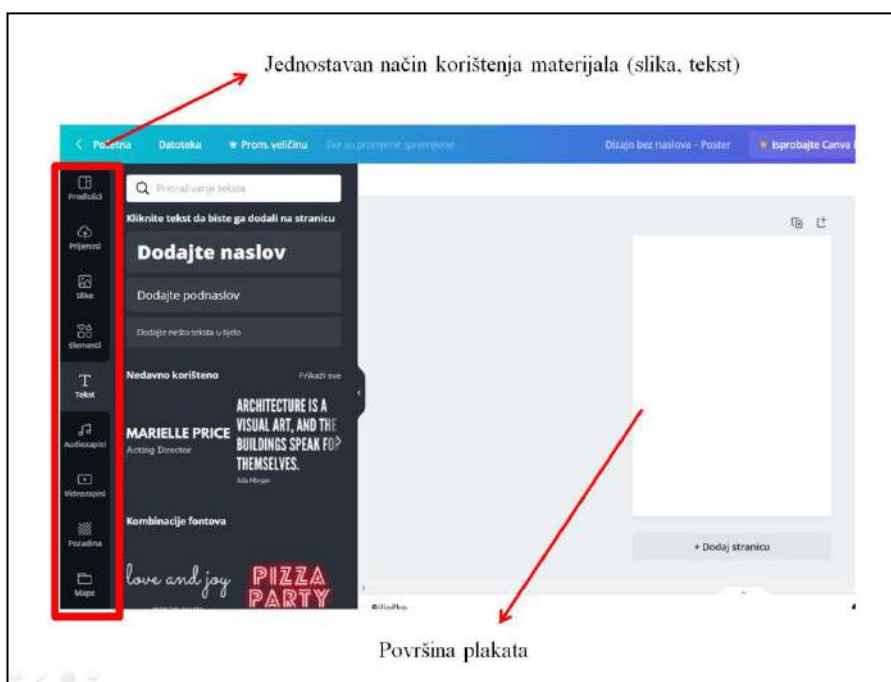 Jednostavan način korištenja materijala (slika, tekst)
Početna Datoteka Prom. veličinu Sve su promjene spremljene Dizajn bez naslova – Poster Isprobajte Canva
Predlošci
Prijenosi
Slike
Elementi
Tekst
Audiozapisi
Videozapisi
Pozadina
Mape
Pretraživanje teksta
Kliknite tekst da biste ga dodali na stranicu
Dodajte naslov
Dodajte podnaslov
Dodajte nešto teksta u tijelo
Nedavno korišteno Prikaži sve
MARIELLE PRICE
Acting Director
ARCHITECTURE IS A
VISUAL ART, AND THE
BUILDINGS SPEAK FOR
THEMSELVES.
Kombinacije fontova
love and joy
PIZZA
PARTY
+ Dodaj stranicu
Bilješke
Površina plakata